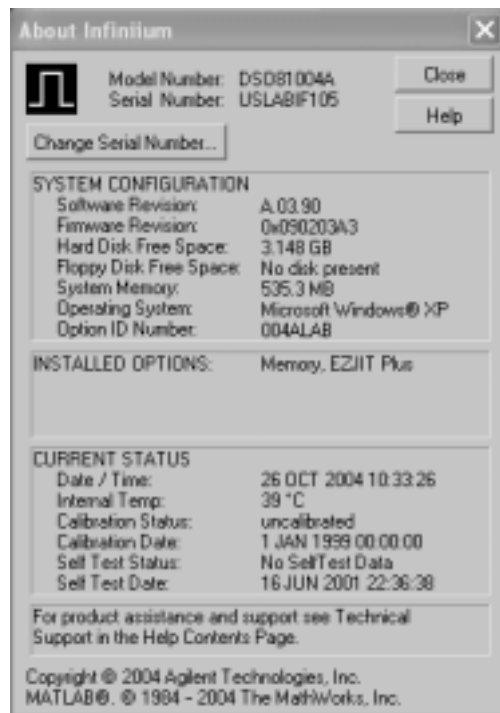 About Infiniium
Model Number: DSO81004A
Close
Serial Number: USLABIF105
Help
Change Serial Number...
SYSTEM CONFIGURATION
Software Revision: A.03.90
Firmware Revision: 0x090203A3
Hard Disk Free Space: 3.148 GB
Floppy Disk Free Space: No disk present
System Memory: 535.3 MB
Operating System: Microsoft Windows® XP
Option ID Number: 004ALAB
INSTALLED OPTIONS: Memory, EZJIT Plus
CURRENT STATUS
Date / Time: 26 OCT 2004 10:33:26
Internal Temp: 39 °C
Calibration Status: uncalibrated
Calibration Date: 1 JAN 1999 00:00:00
Self Test Status: No SelfTest Data
Self Test Date: 16 JUN 2001 22:36:38
For product assistance and support see Technical
Support in the Help Contents Page.
Copyright © 2004 Agilent Technologies, Inc.
MATLAB®. © 1984 - 2004 The MathWorks, Inc.